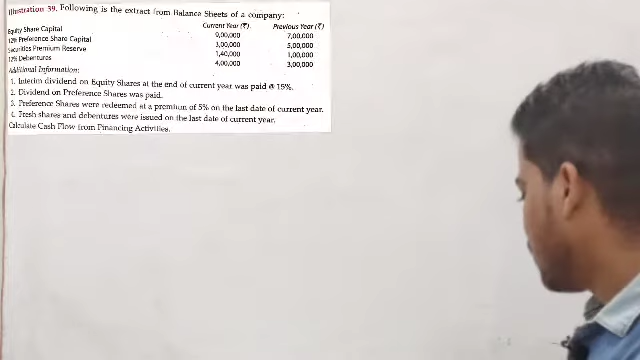 Illustration 39. Following is the extract from Balance Sheets of a company:
Current Year (₹) Previous Year (₹)
Equity Share Capital 9,00,000 7,00,000
12% Preference Share Capital 3,00,000 5,00,000
Securities Premium Reserve 1,40,000 1,00,000
12% Debentures 4,00,000 3,00,000
Additional Information:
1. Interim dividend on Equity Shares at the end of current year was paid @ 15%.
2. Dividend on Preference Shares was paid.
3. Preference Shares were redeemed at a premium of 5% on the last date of current year.
4. Fresh shares and debentures were issued on the last date of current year.
Calculate Cash Flow from Financing Activities.